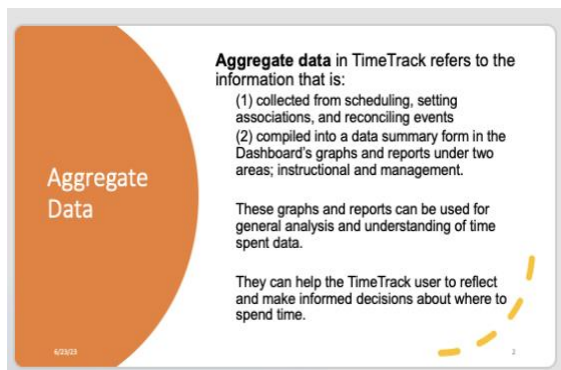 Aggregate
Data
Aggregate data in TimeTrack refers to the
information that is:
(1) collected from scheduling, setting
associations, and reconciling events
(2) compiled into a data summary form in the
Dashboard's graphs and reports under two
areas; instructional and management.
These graphs and reports can be used for
general analysis and understanding of time
spent data.
They can help the TimeTrack user to reflect
and make informed decisions about where to
spend time.
6/23/23
2